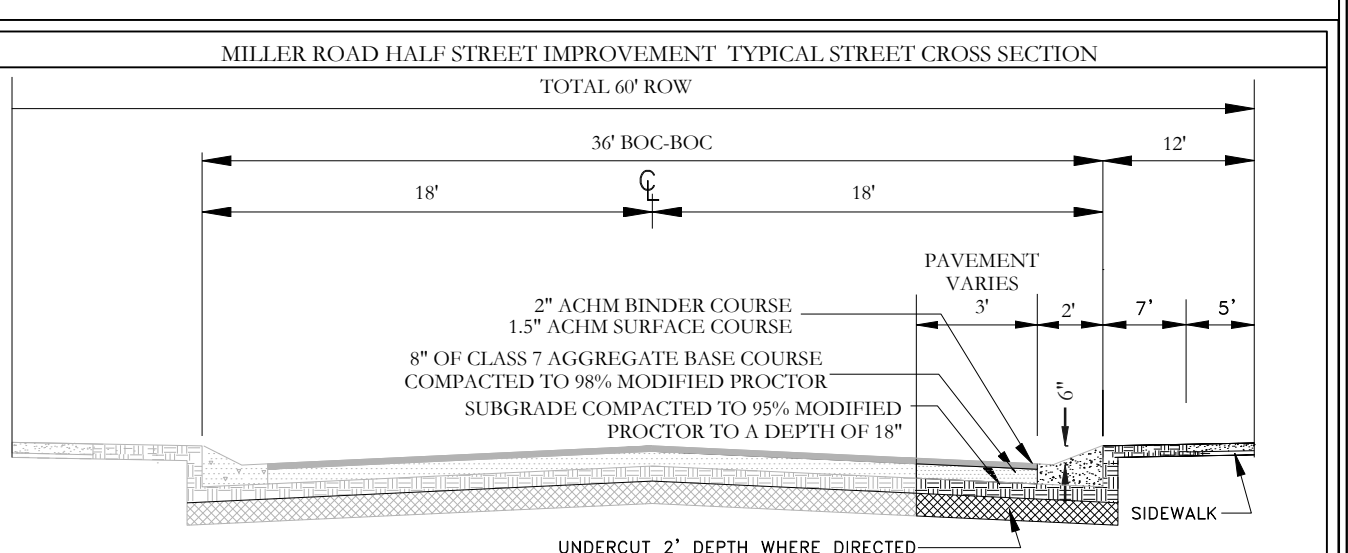 MILLER ROAD HALF STREET IMPROVEMENT TYPICAL STREET CROSS SECTION
TOTAL 60' ROW
36' BOC-BOC
12'
18'
℄
18'
PAVEMENT
VARIES
3'
2'
7'
5'
2" ACHM BINDER COURSE
1.5" ACHM SURFACE COURSE
8" OF CLASS 7 AGGREGATE BASE COURSE
COMPACTED TO 98% MODIFIED PROCTOR
SUBGRADE COMPACTED TO 95% MODIFIED
PROCTOR TO A DEPTH OF 18"
6"
SIDEWALK
UNDERCUT 2' DEPTH WHERE DIRECTED